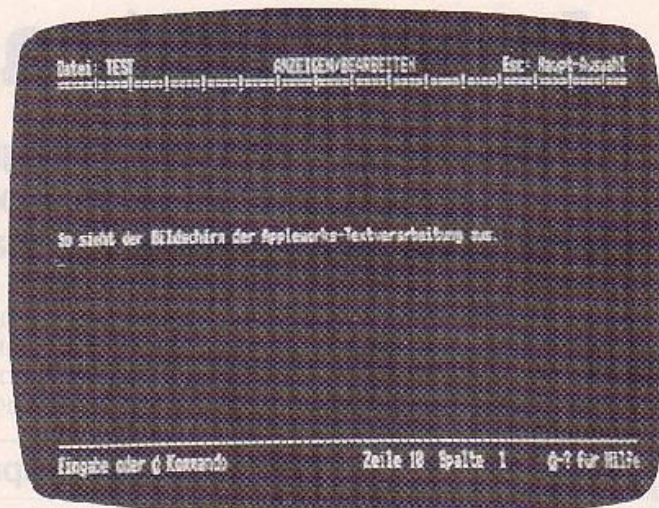 Datei: TEST ANZEIGEN/BEARBEITEN Esc: Haupt-Auswahl
So sieht der Bildschirm der Appleworks-Textverarbeitung aus.
Eingabe oder Kommando Zeile 10 Spalte 1 -? für Hilfe